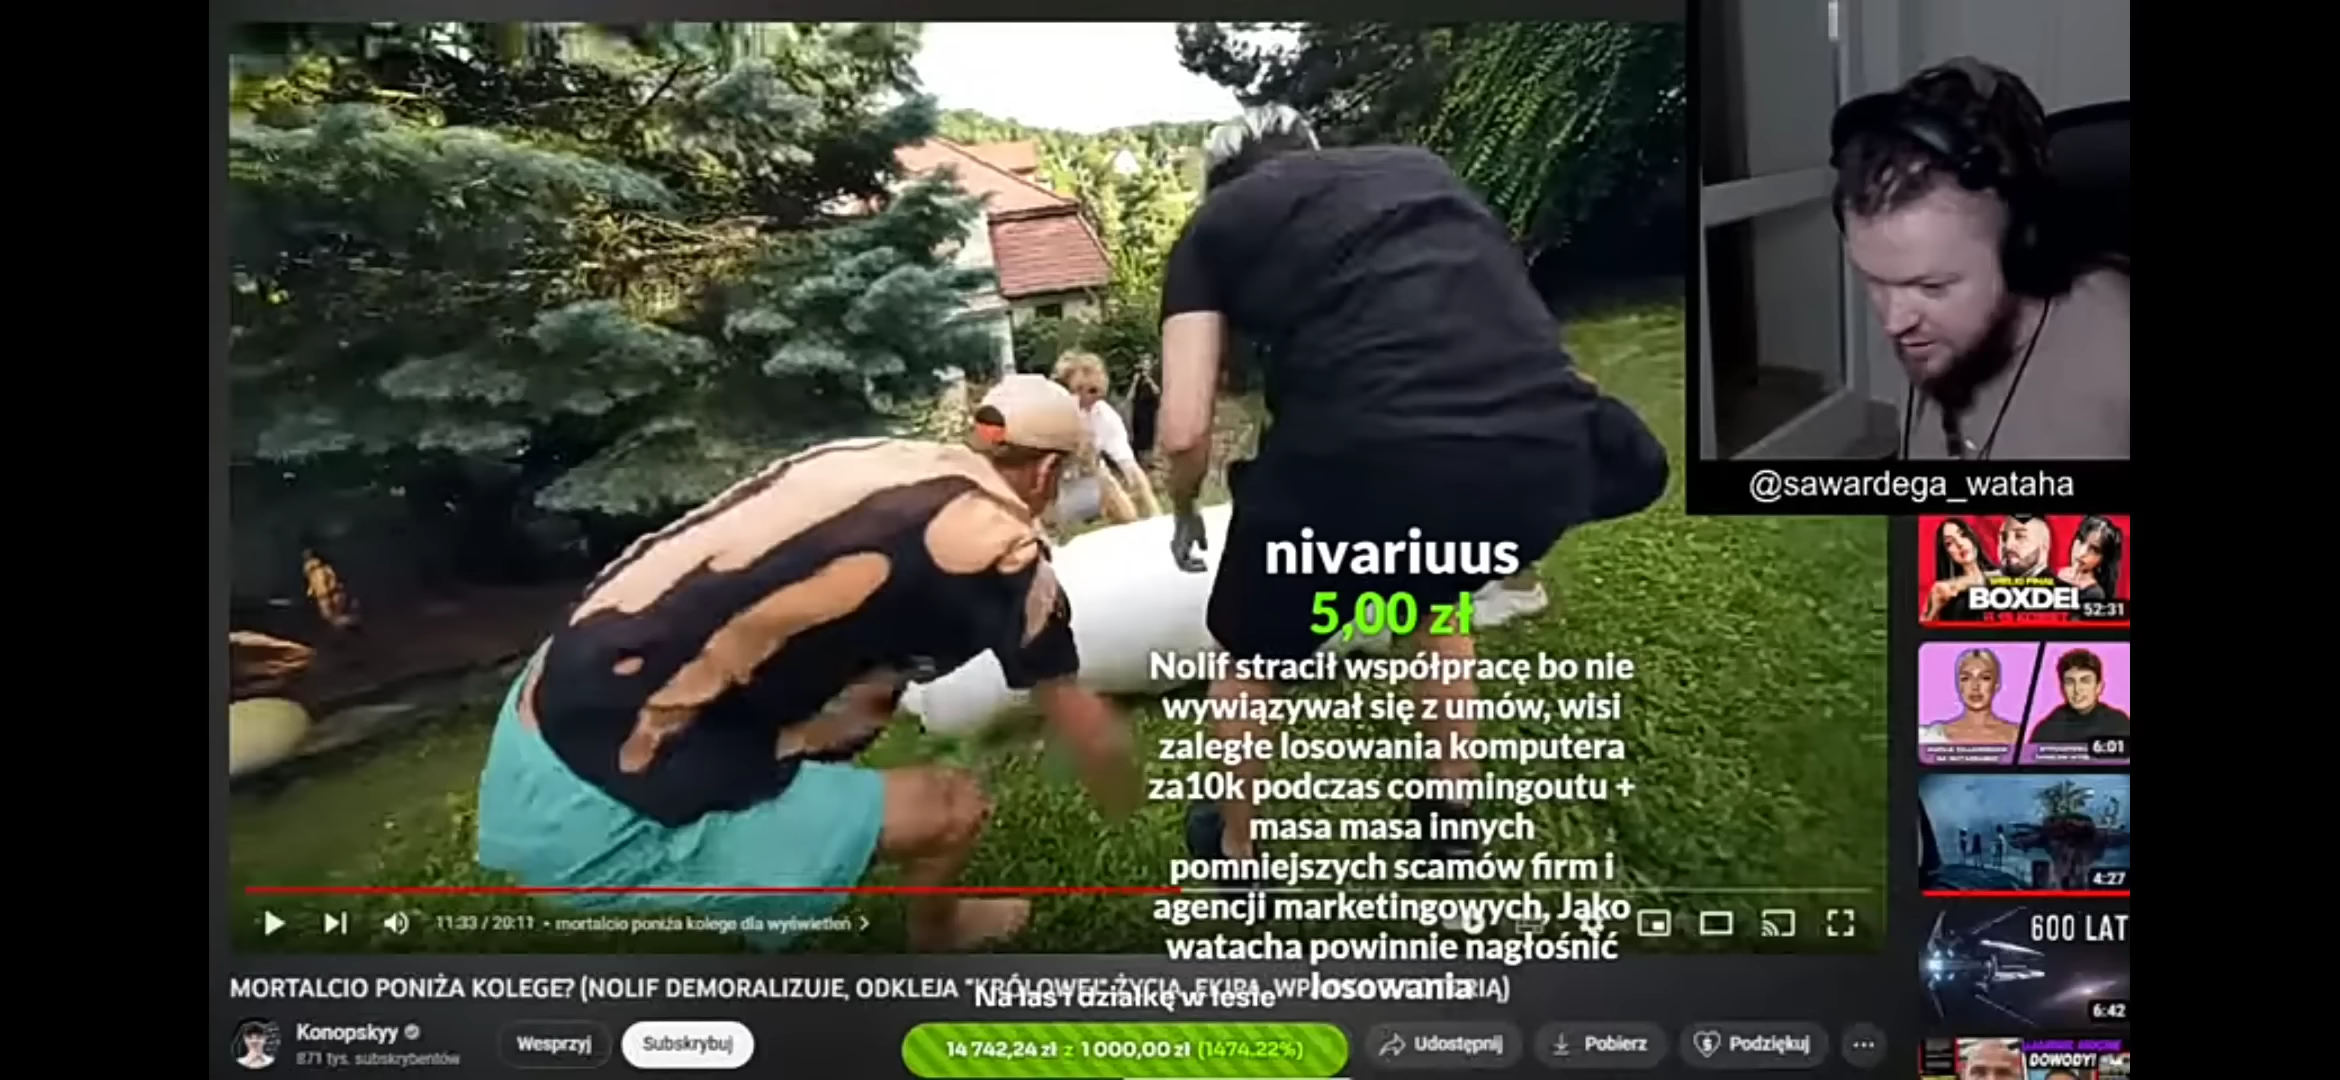 @sawardega_wataha
nivariuus
5,00 zł
Nolif stracił współpracę bo nie
wywiązywał się z umów, wisi
zaległe losowania komputera
za10k podczas commingoutu +
masa masa innych
pomniejszych scamów firm i
agencji marketingowych, Jako
watacha powinnie nagłośnić
losowania
BOXDEL
52:31
6:01
4:27
600 LAT
6:42
DOWODY!
11:33 / 20:11 • mortalcio poniża kolege dla wyświetleń
MORTALCIO PONIŻA KOLEGE? (NOLIF DEMORALIZUJE, ODKLEJA "KRÓLOWEJ" ŻYCIA, EKIPA
Na las i działkę w lesie
Konopskyy
871 tys. subskrybentów
Wesprzyj
Subskrybuj
14 742,24 zł z 1 000,00 zł (1474.22%)
Udostępnij
Pobierz
Podziękuj